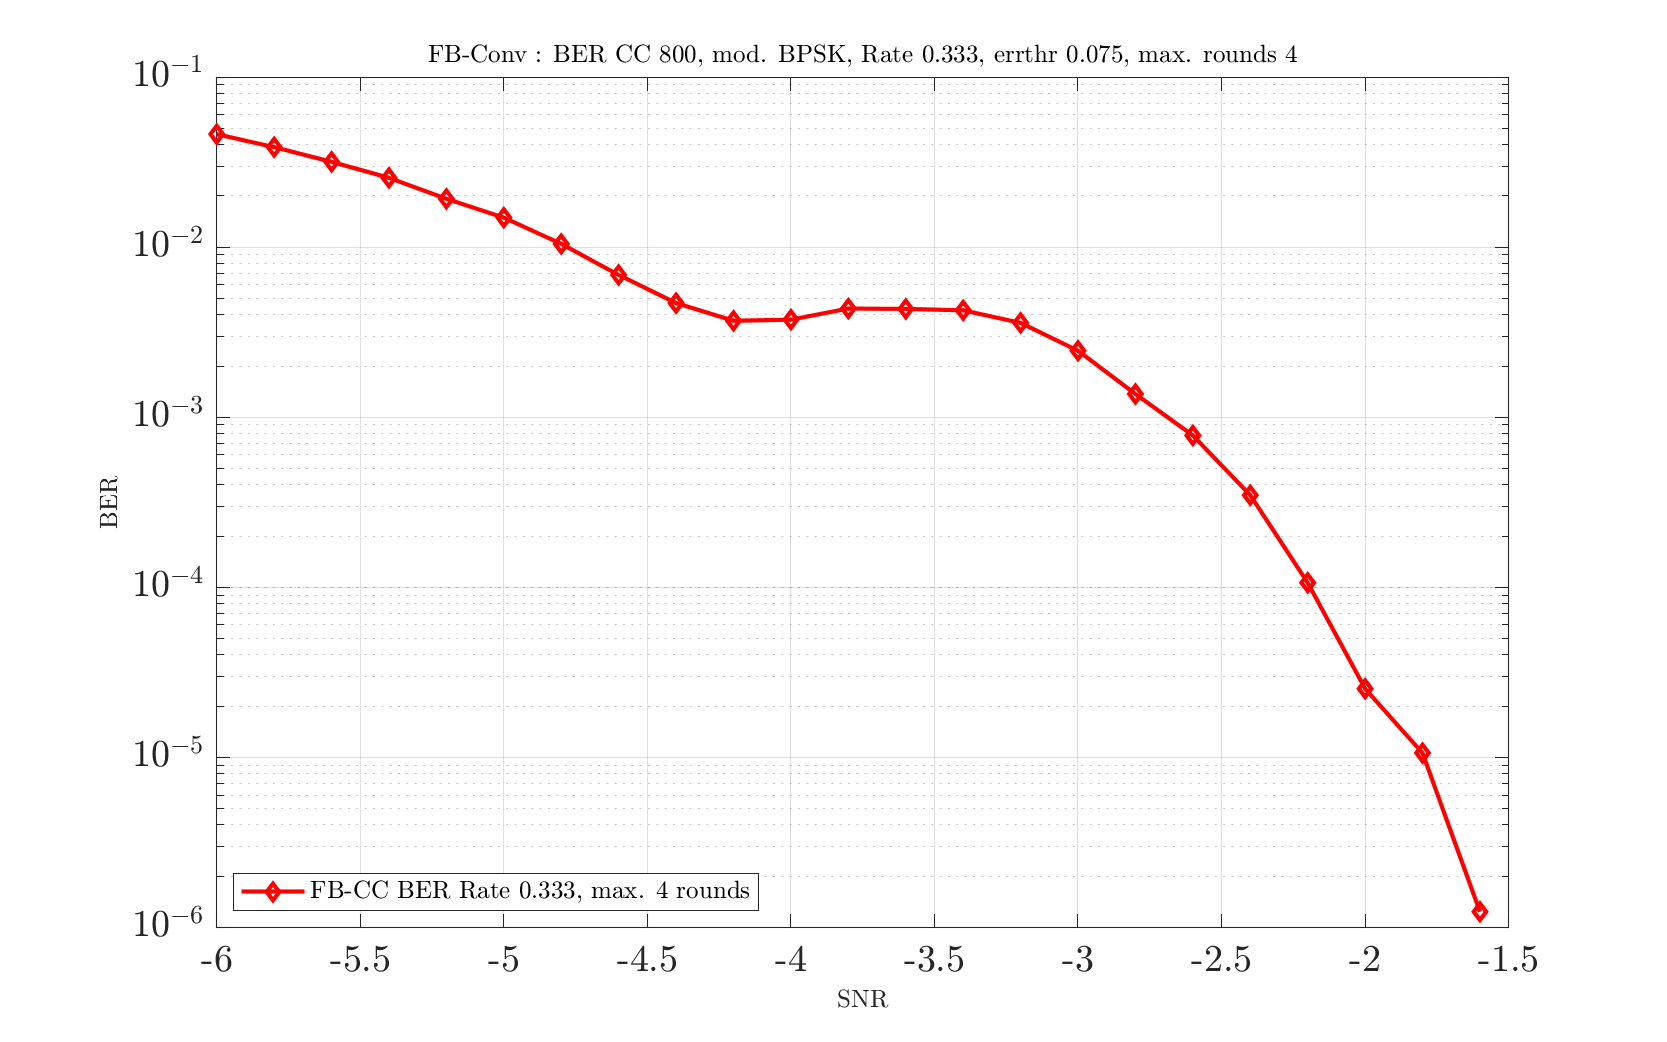 FB-Conv : BER CC 800, mod. BPSK, Rate 0.333, errthr 0.075, max. rounds 4
10^{-1}
10^{-2}
10^{-3}
10^{-4}
10^{-5}
10^{-6}
BER
FB-CC BER Rate 0.333, max. 4 rounds
-6 -5.5 -5 -4.5 -4 -3.5 -3 -2.5 -2 -1.5
SNR